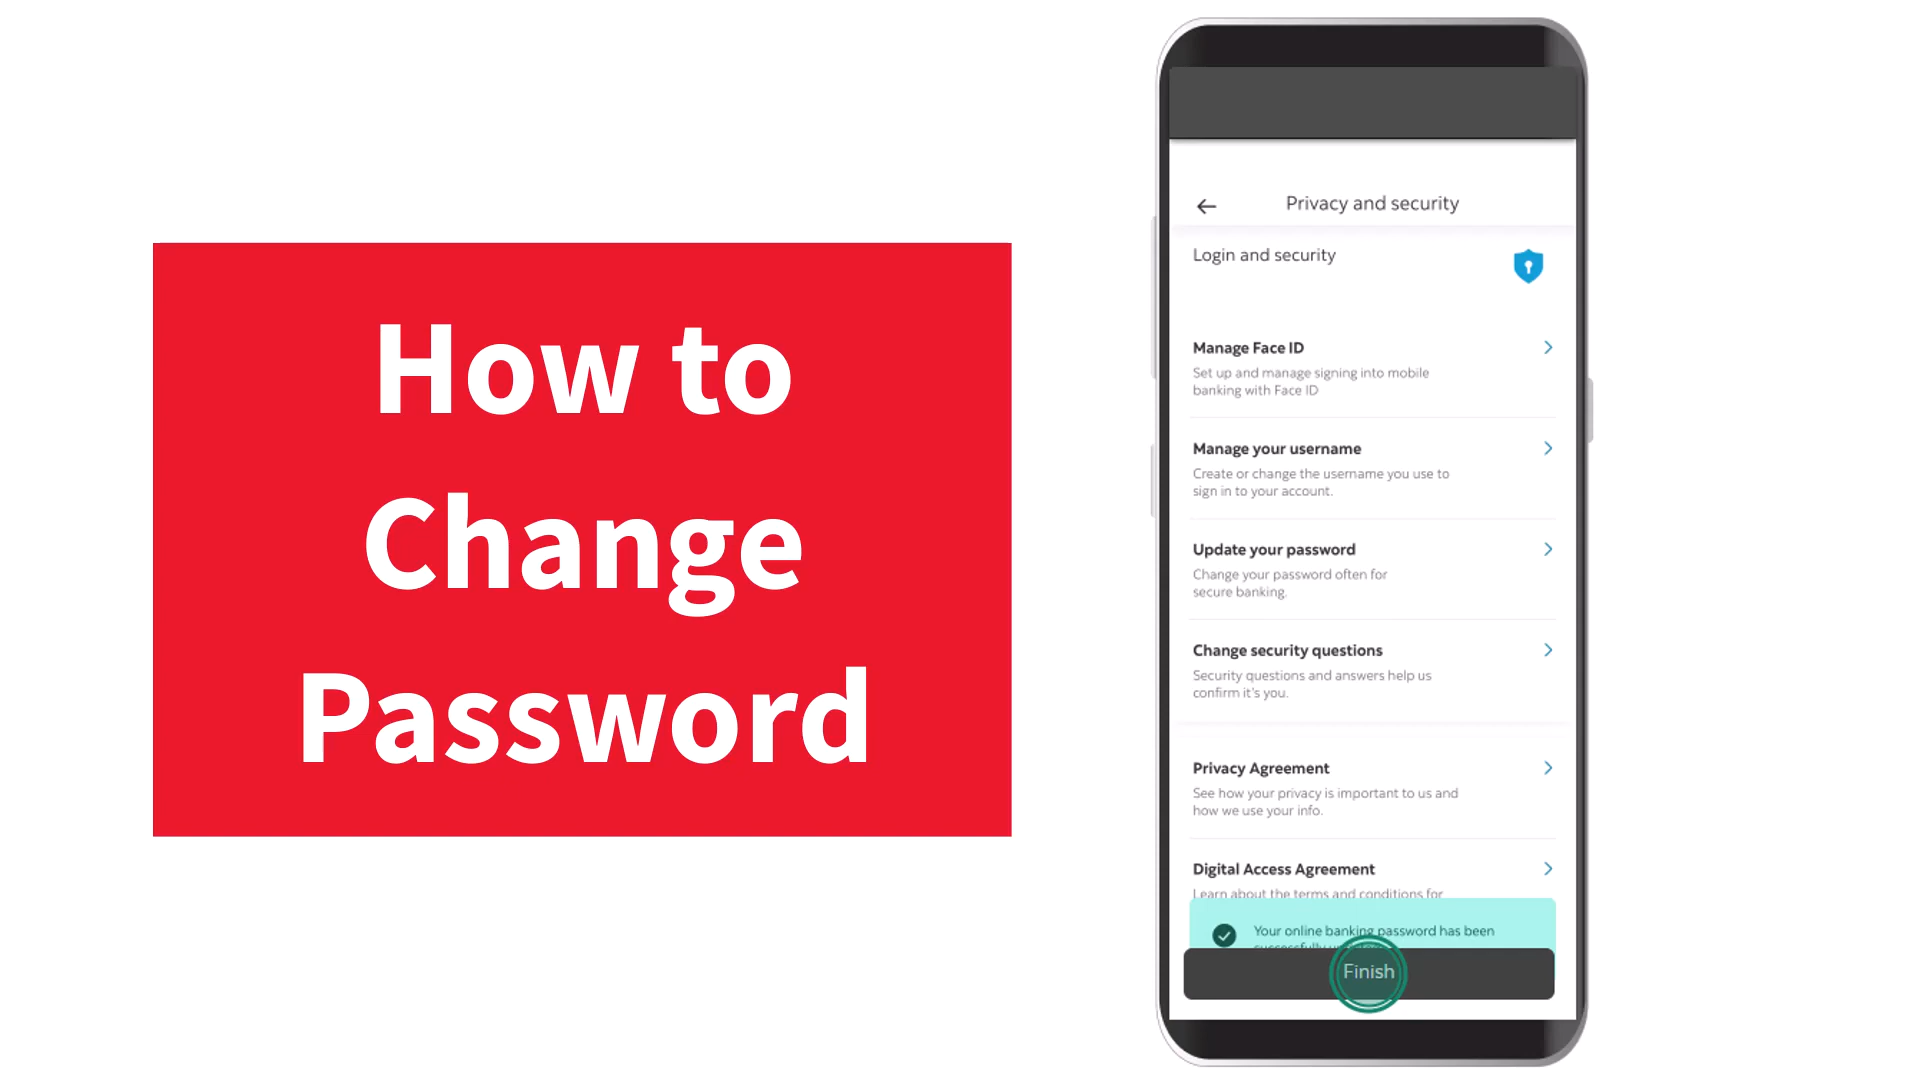 How to
Change
Password
Privacy and security
Login and security
Manage Face ID
Set up and manage signing into mobile
banking with Face ID
Manage your username
Create or change the username you use to
sign in to your account.
Update your password
Change your password often for
secure banking.
Change security questions
Security questions and answers help us
confirm it's you.
Privacy Agreement
See how your privacy is important to us and
how we use your info.
Digital Access Agreement
Learn about the terms and conditions for
Your online banking password has been
successfully
Finish